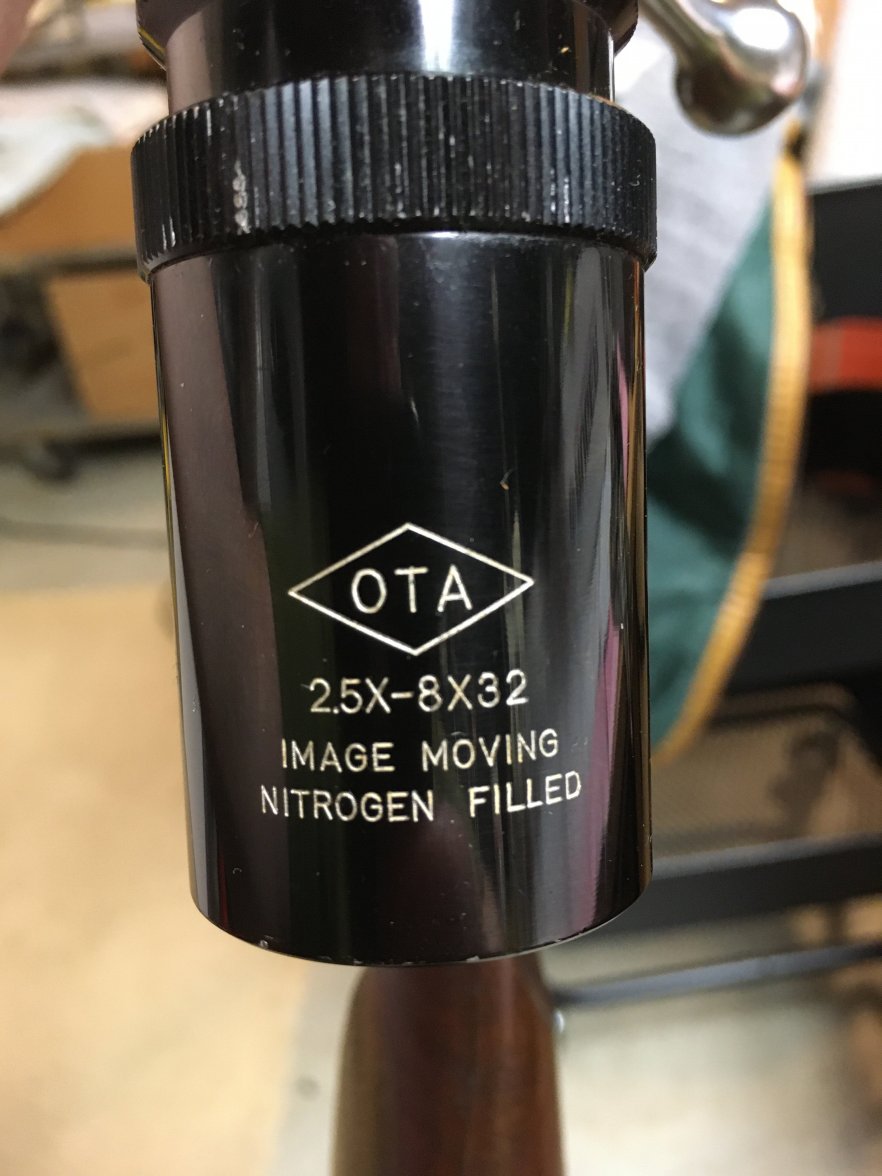 OTA
2.5X-8X32
IMAGE MOVING
NITROGEN FILLED